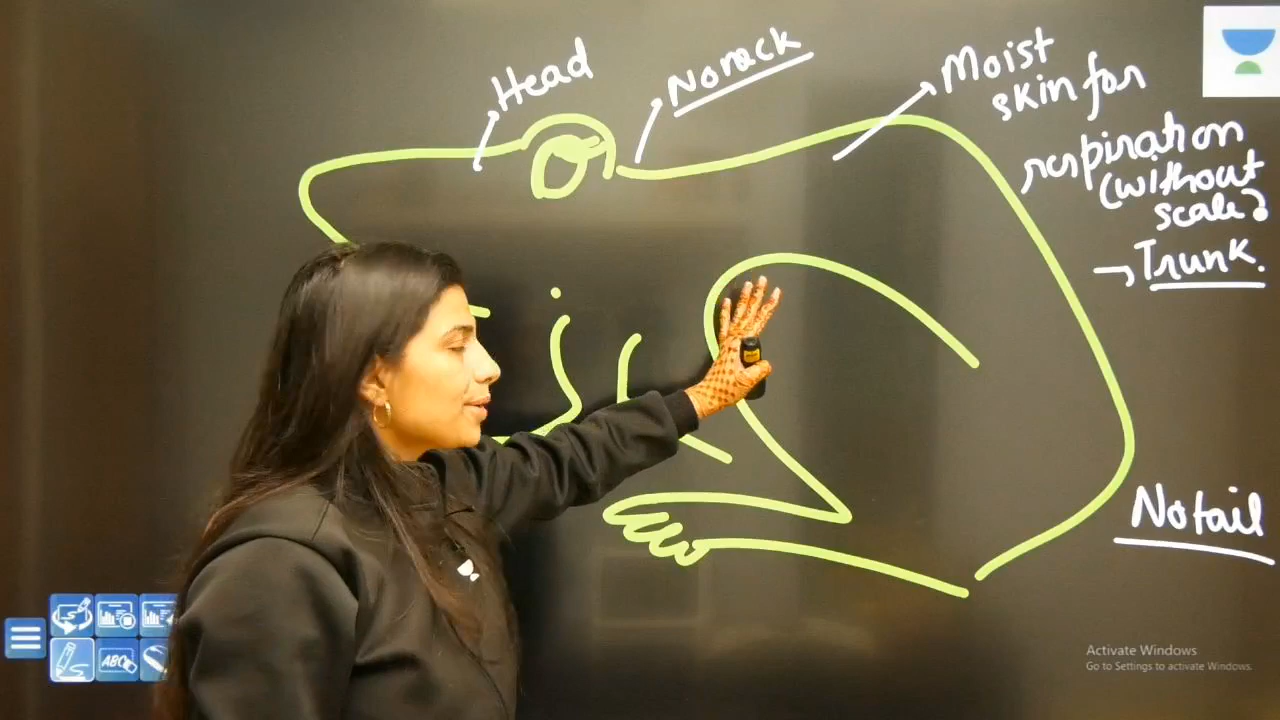 Head
No neck
Moist
skin for
respiration
(without
scale)
→ Trunk.
No tail
ABC
Activate Windows
Go to Settings to activate Windows.